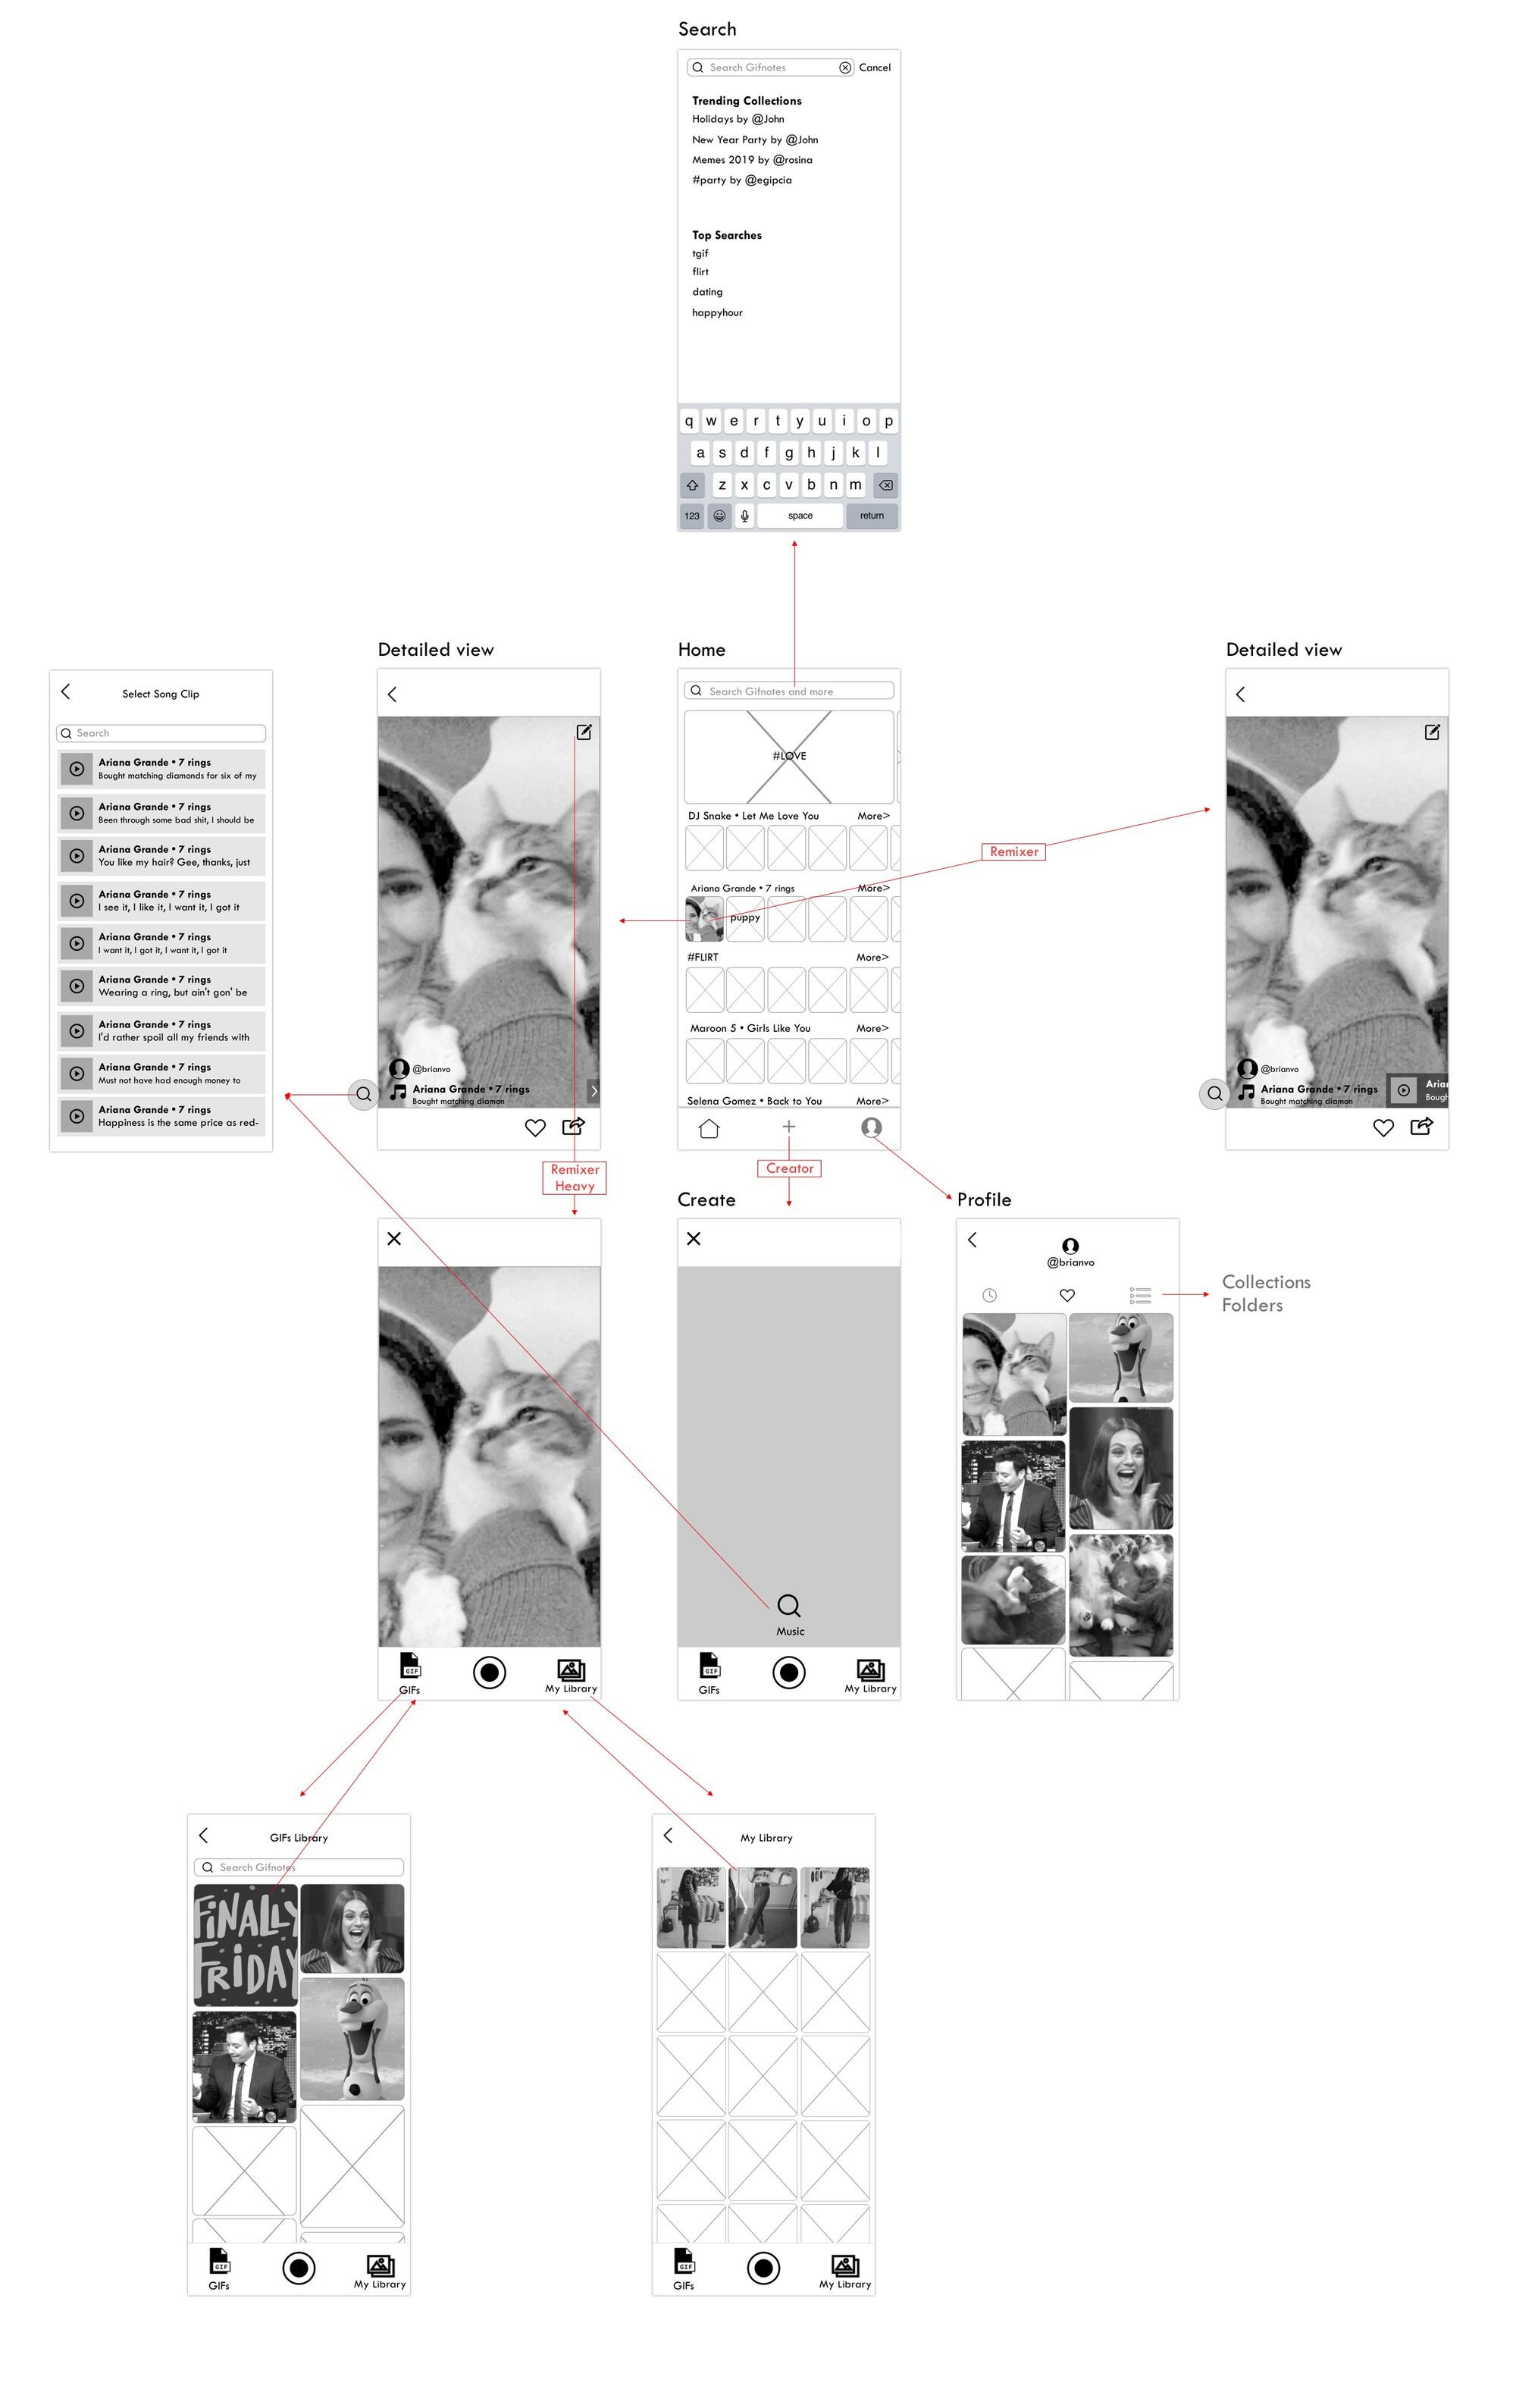 Search
Search Gifnotes
Cancel
Trending Collections
Holidays by @John
New Year Party by @John
Memes 2019 by @rosina
#party by @egipcia
Top Searches
tgif
flirt
dating
happyhour
q w e r t y u i o p
a s d f g h j k l
z x c v b n m
123 space return
Select Song Clip
Search
Ariana Grande • 7 rings
Bought matching diamonds for six of my
Ariana Grande • 7 rings
Been through some bad shit, I should be
Ariana Grande • 7 rings
You like my hair? Gee, thanks, just
Ariana Grande • 7 rings
I see it, I like it, I want it, I got it
Ariana Grande • 7 rings
I want it, I got it, I want it, I got it
Ariana Grande • 7 rings
Wearing a ring, but ain't gon' be
Ariana Grande • 7 rings
I'd rather spoil all my friends with
Ariana Grande • 7 rings
Must not have had enough money to
Ariana Grande • 7 rings
Happiness is the same price as red-
Detailed view
@brianvo
Ariana Grande • 7 rings
Bought matching diamon
Remixer
Heavy
Home
Search Gifnotes and more
#LOVE
DJ Snake • Let Me Love You More>
Ariana Grande • 7 rings More>
puppy
#FLIRT More>
Maroon 5 • Girls Like You More>
Selena Gomez • Back to You More>
Creator
Remixer
Detailed view
@brianvo
Ariana Grande • 7 rings
Bought matching diamon
Arian
Bough
GIFs
My Library
Create
Music
GIFs
My Library
Profile
@brianvo
Collections
Folders
GIFs Library
Search Gifnotes
FINALLY
FRIDAY
GIFs
My Library
My Library
GIFs
My Library